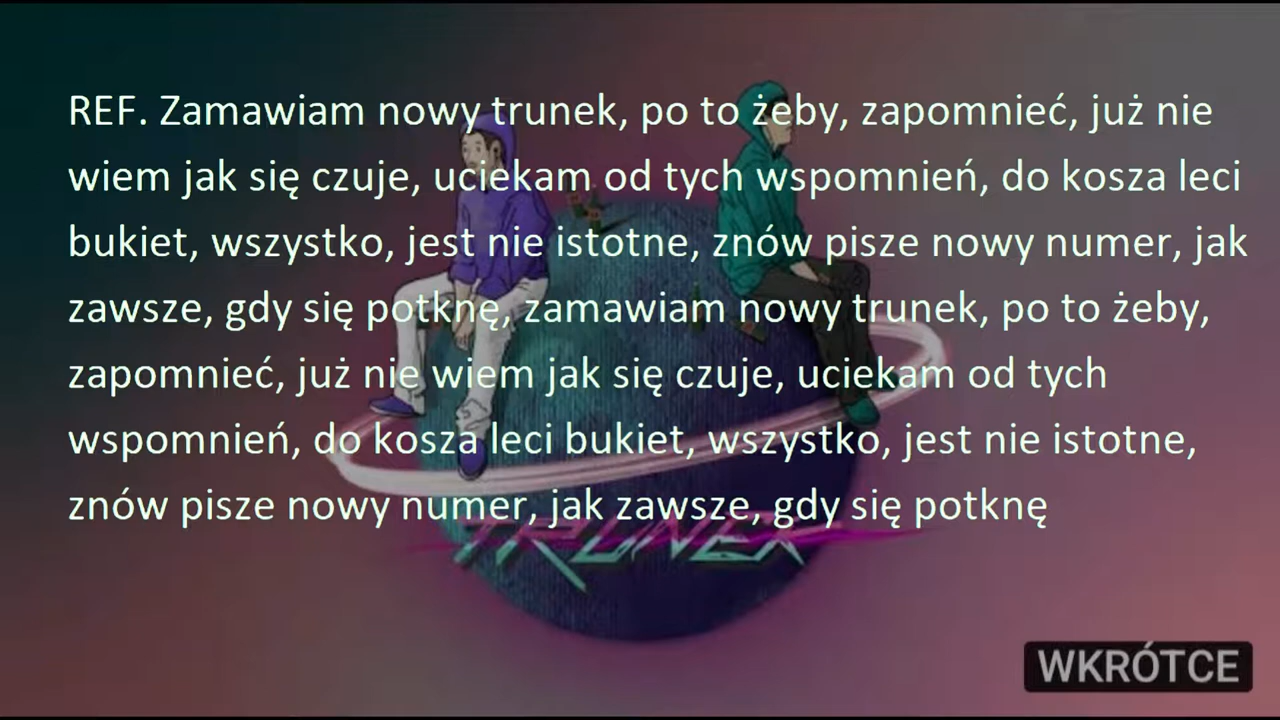 REF. Zamawiam nowy trunek, po to żeby, zapomnieć, już nie
wiem jak się czuje, uciekam od tych wspomnień, do kosza leci
bukiet, wszystko, jest nie istotne, znów pisze nowy numer, jak
zawsze, gdy się potknę, zamawiam nowy trunek, po to żeby,
zapomnieć, już nie wiem jak się czuje, uciekam od tych
wspomnień, do kosza leci bukiet, wszystko, jest nie istotne,
znów pisze nowy numer, jak zawsze, gdy się potknę
TRUNEK
WKRÓTCE